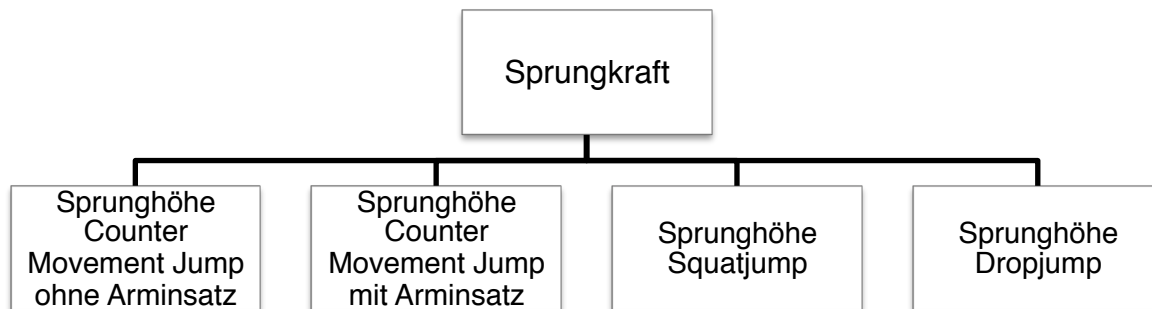 Sprungkraft
Sprunghöhe
Counter
Movement Jump
ohne Arminsatz
Sprunghöhe
Counter
Movement Jump
mit Arminsatz
Sprunghöhe
Squatjump
Sprunghöhe
Dropjump